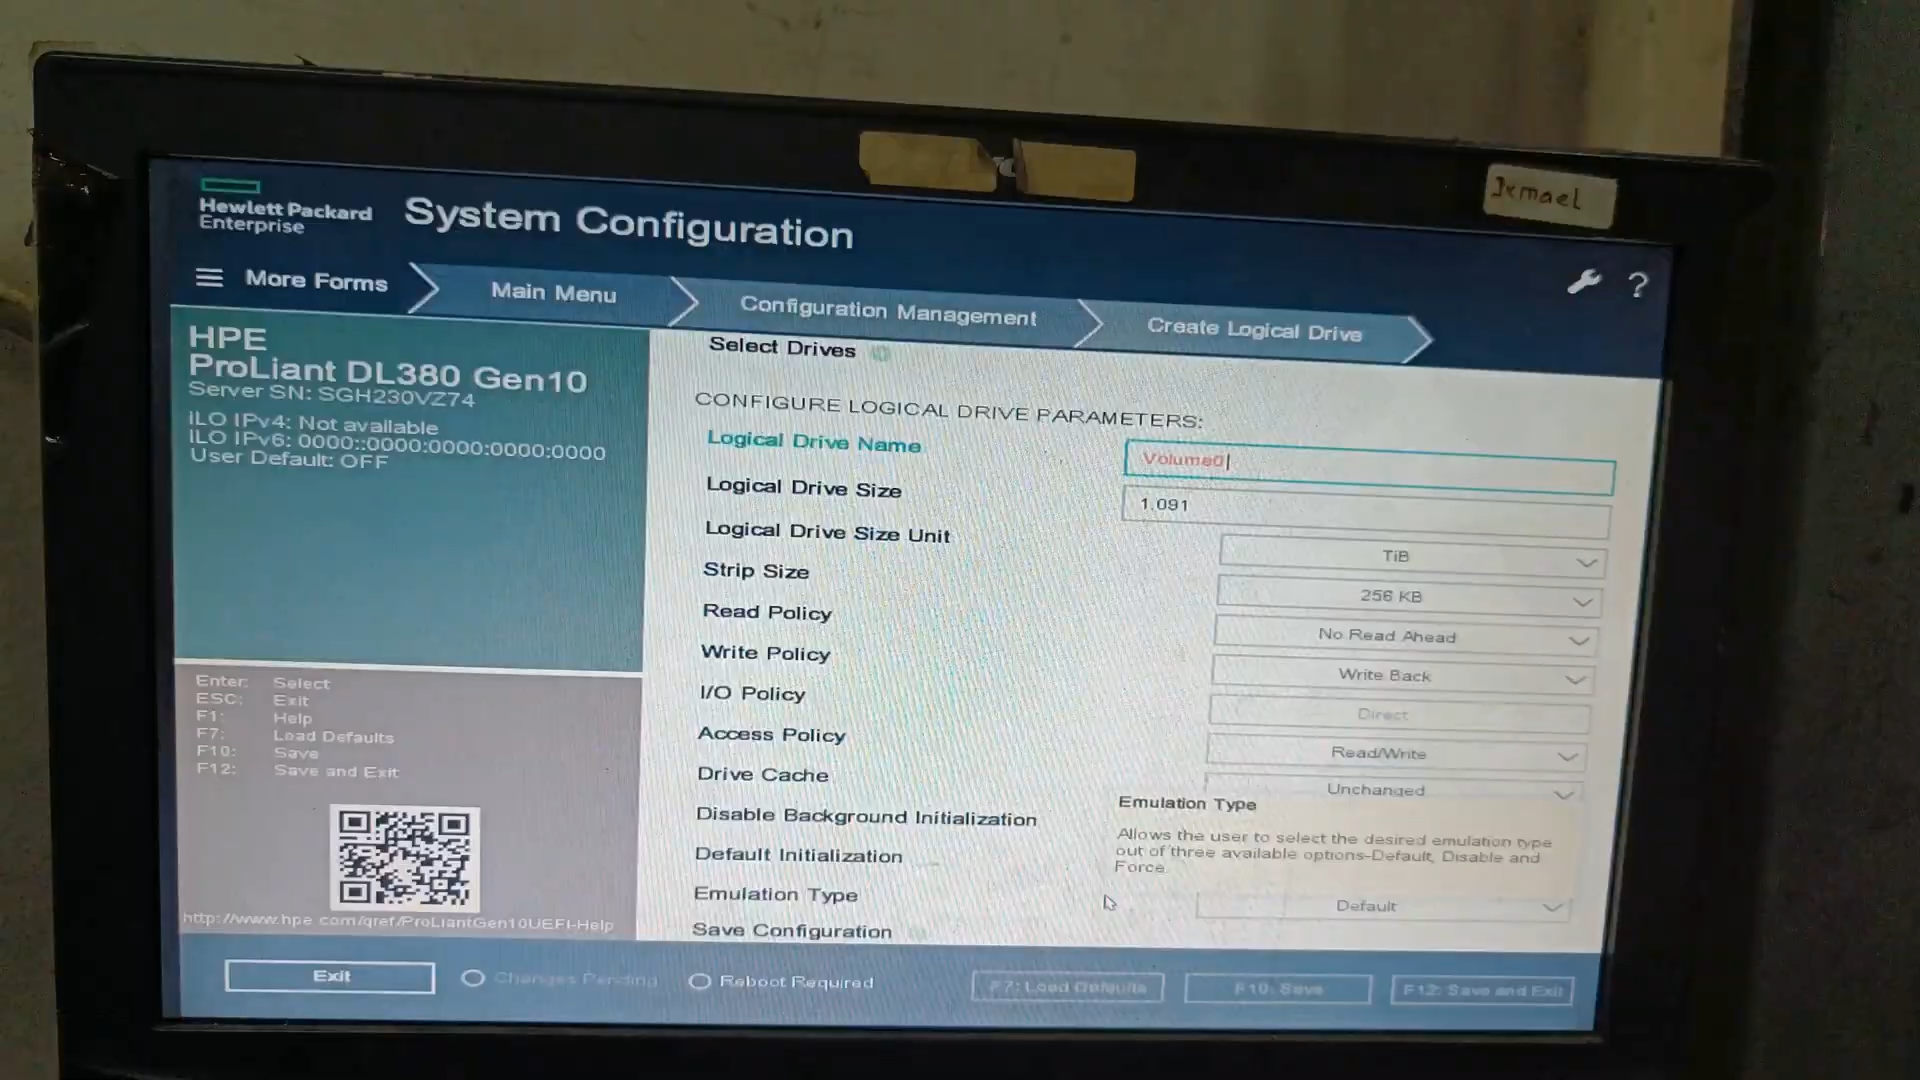 Jemael
Hewlett Packard
Enterprise
System Configuration
More Forms
Main Menu
Configuration Management
Create Logical Drive
?
HPE
ProLiant DL380 Gen10
Server SN: SGH230VZ74
iLO IPv4: Not available
iLO IPv6: 0000::0000:0000:0000:0000
User Default: OFF
Enter: Select
ESC: Exit
F1: Help
F7: Load Defaults
F10: Save
F12: Save and Exit
http://www.hpe.com/qref/ProLiantGen10UEFI-Help
Select Drives
CONFIGURE LOGICAL DRIVE PARAMETERS:
Logical Drive Name Volume0
Logical Drive Size 1.091
Logical Drive Size Unit TiB
Strip Size 256 KB
Read Policy No Read Ahead
Write Policy Write Back
I/O Policy Direct
Access Policy Read/Write
Drive Cache Unchanged
Disable Background Initialization
Default Initialization
Emulation Type Default
Save Configuration
Emulation Type
Allows the user to select the desired emulation type
out of three available options-Default, Disable and
Force.
Exit
Changes Pending
Reboot Required
F7: Load Defaults
F10: Save
F12: Save and Exit